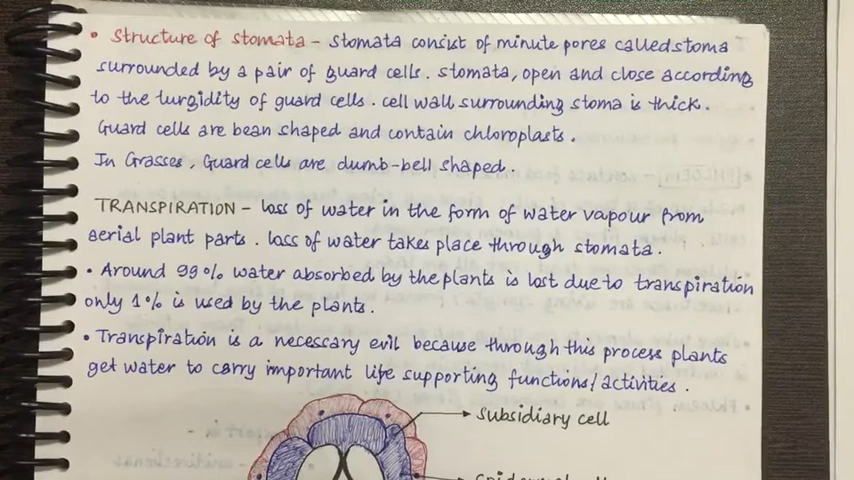 • Structure of stomata - Stomata consist of minute pores called stoma
surrounded by a pair of guard cells. stomata, open and close according
to the turgidity of guard cells. cell wall surrounding stoma is thick.
Guard cells are bean shaped and contain chloroplasts.
In Grasses, Guard cells are dumb-bell shaped.
TRANSPIRATION - loss of water in the form of water vapour from
aerial plant parts. loss of water takes place through stomata.
• Around 99% water absorbed by the plants is lost due to transpiration
only 1% is used by the plants.
• Transpiration is a necessary evil because through this process plants
get water to carry important life supporting functions/activities.
subsidiary cell